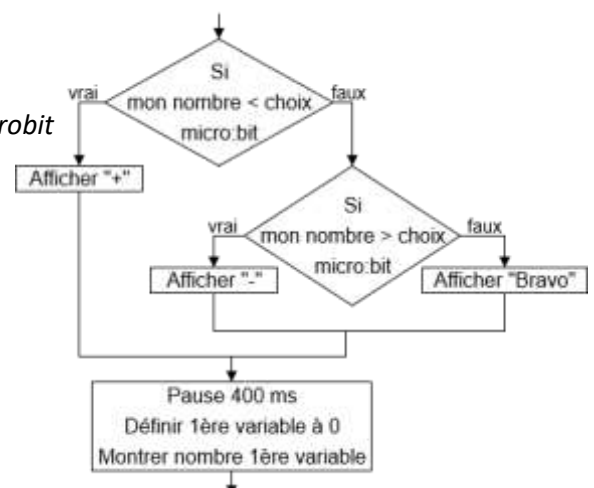 Si
vrai
faux
mon nombre < choix
robit
micro:bit
Afficher "+"
Si
vrai
faux
mon nombre > choix
micro:bit
Afficher "-"
Afficher "Bravo"
Pause 400 ms
Définir 1ère variable à 0
Montrer nombre 1ère variable